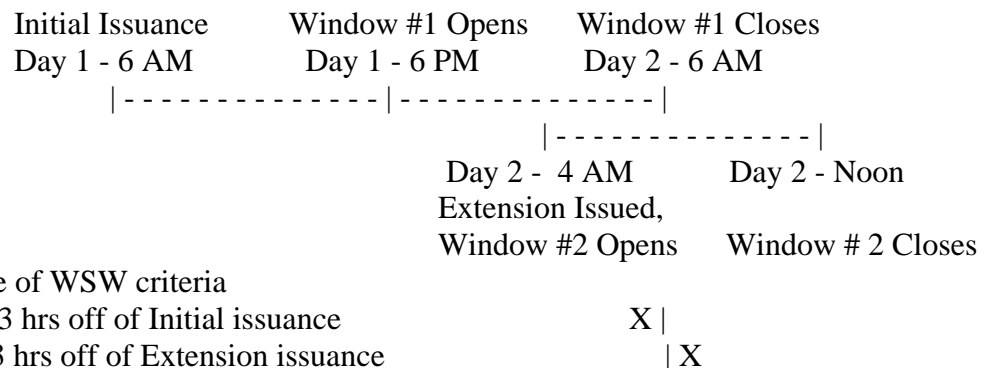 Initial Issuance Window #1 Opens Window #1 Closes
Day 1 - 6 AM Day 1 - 6 PM Day 2 - 6 AM
|- - - - - - - - - - - - - -|- - - - - - - - - - - - - -|
|- - - - - - - - - - - - - -|
Day 2 - 4 AM Day 2 - Noon
Extension Issued,
Window #2 Opens Window # 2 Closes
of WSW criteria
3 hrs off of Initial issuance X |
hrs off of Extension issuance | X